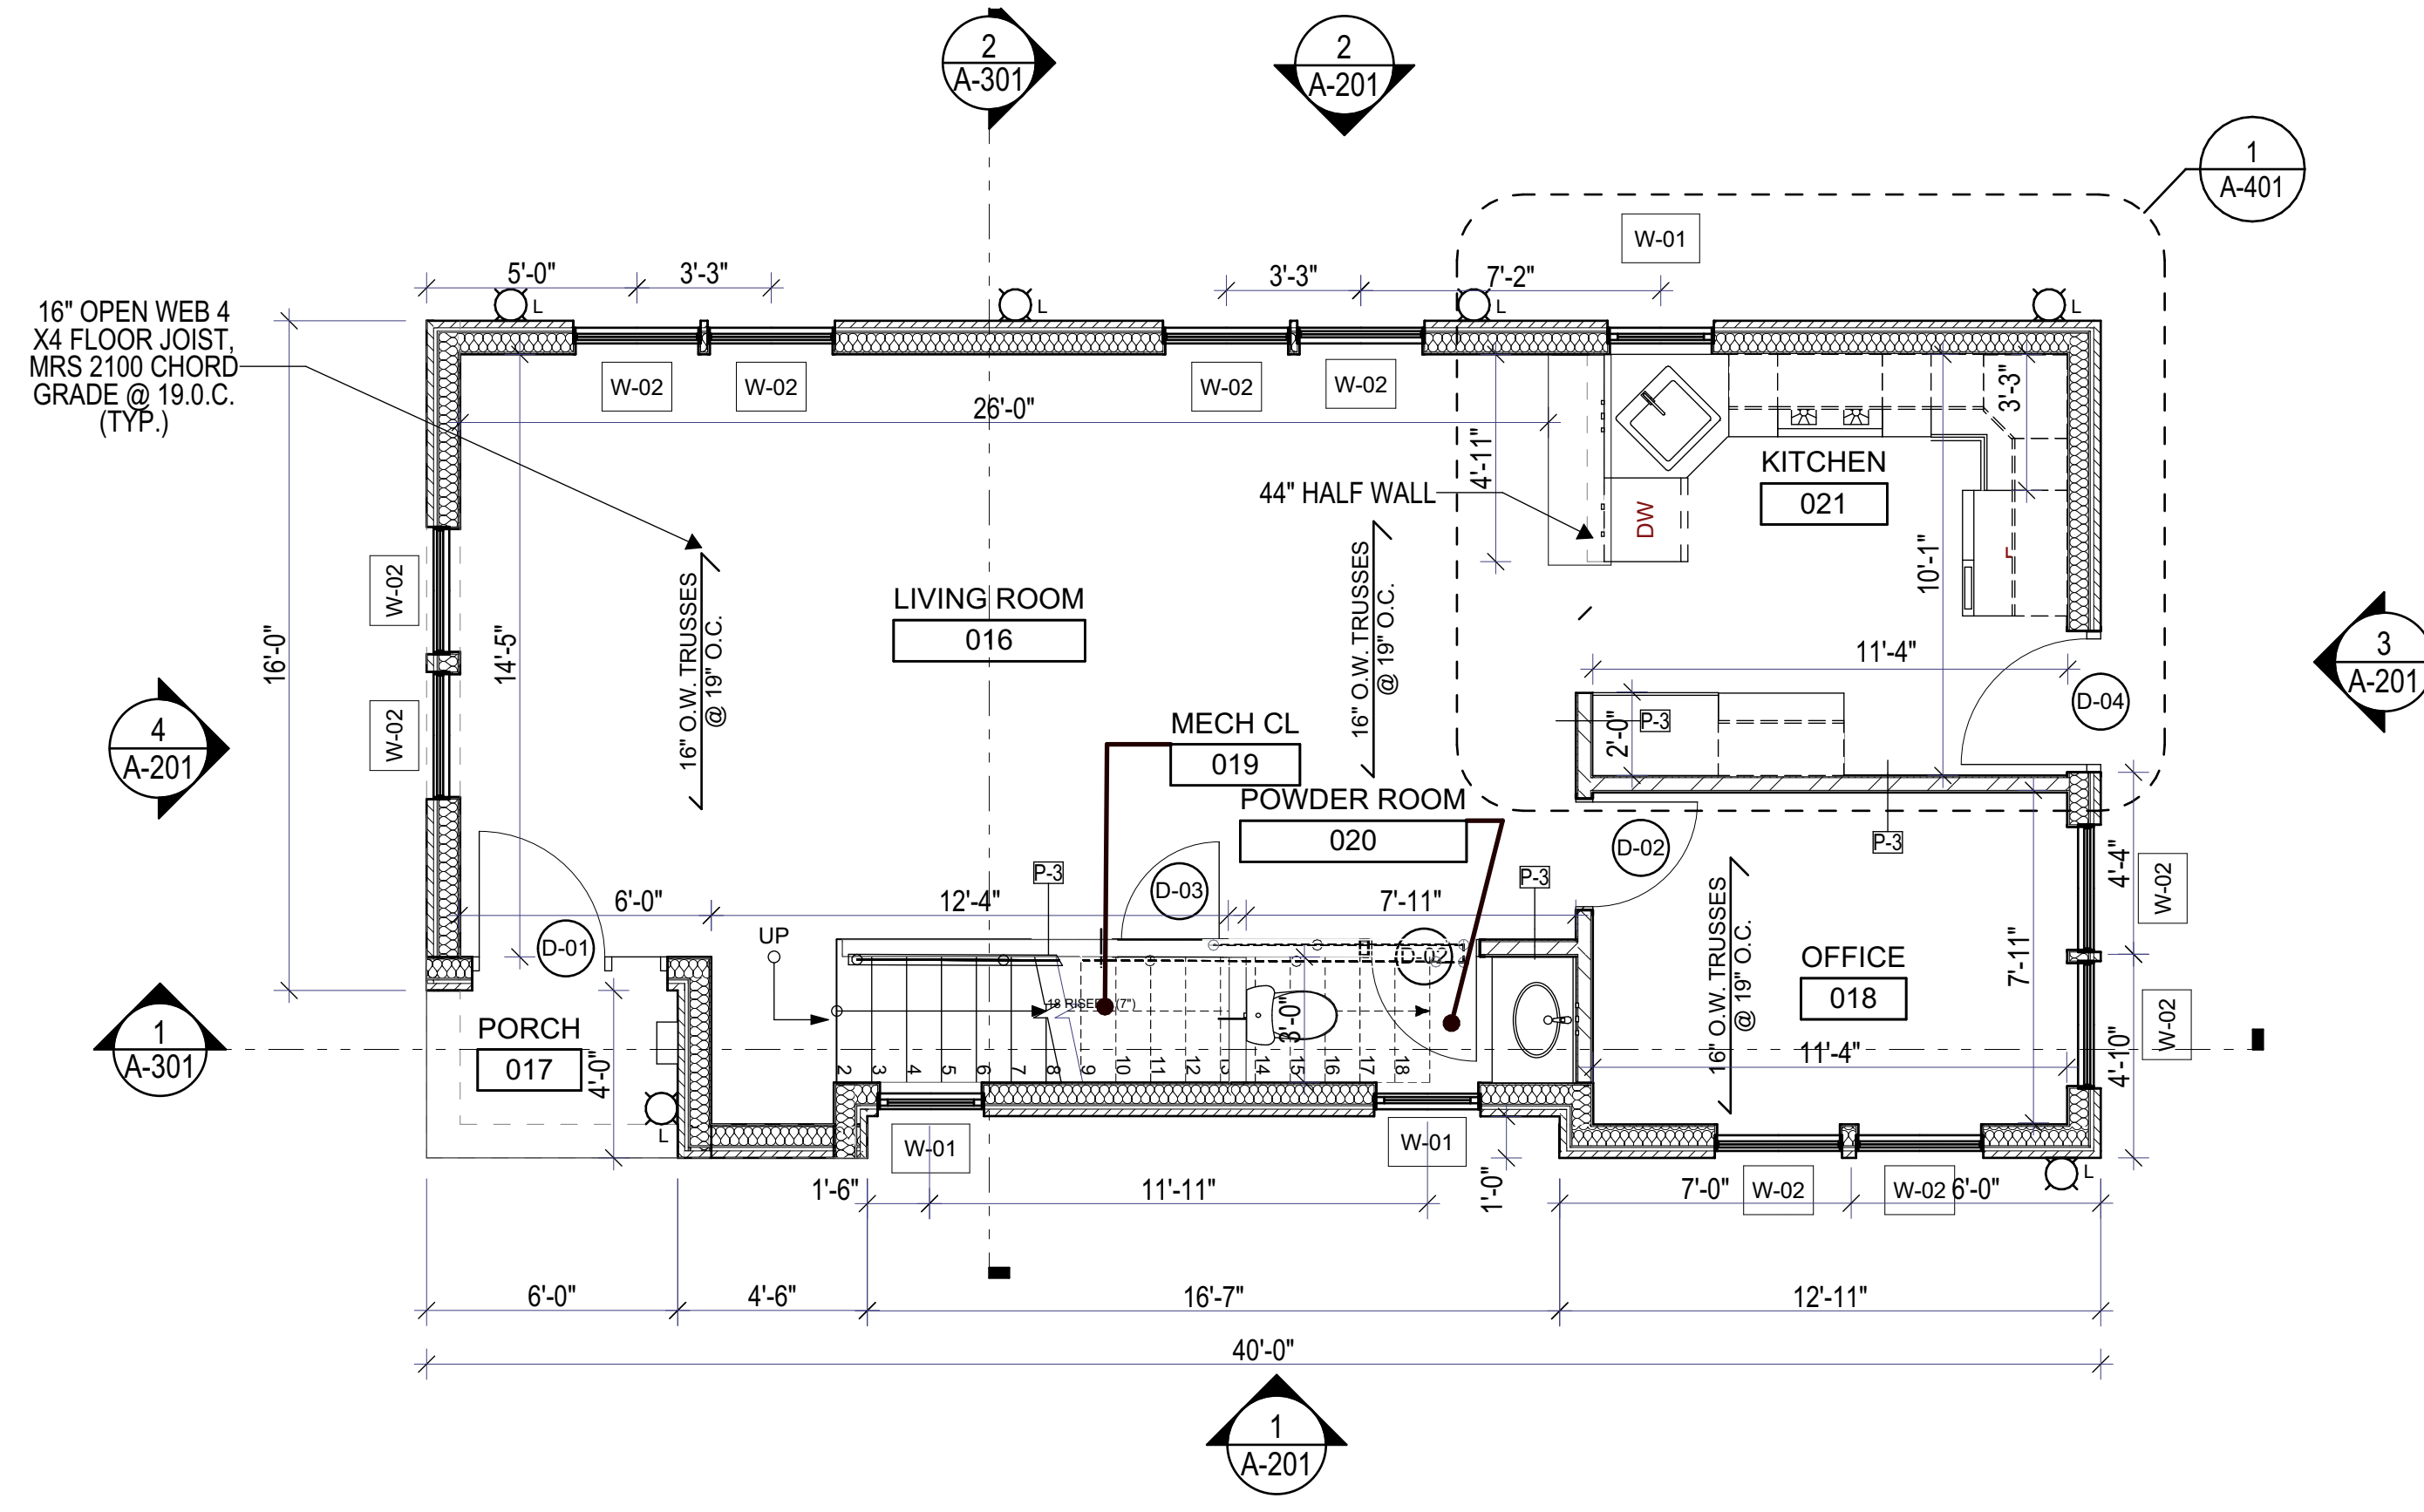 2
A-301
2
A-201
1
A-401
W-01
5'-0"
3'-3"
3'-3"
7'-2"
L
L
L
L
16" OPEN WEB 4
X4 FLOOR JOIST,
MRS 2100 CHORD
GRADE @ 19.0.C.
(TYP.)
W-02
W-02
W-02
W-02
26'-0"
3'-3"
4'-11"
KITCHEN
021
44" HALF WALL
DW
W-02
16'-0"
14'-5"
16" O.W. TRUSSES
@ 19" O.C.
LIVING ROOM
016
16" O.W. TRUSSES
@ 19" O.C.
10'-1"
11'-4"
3
A-201
D-04
W-02
4
A-201
MECH CL
019
2'-0"
P-3
POWDER ROOM
020
D-02
P-3
4'-4"
W-02
P-3
D-03
P-3
6'-0"
12'-4"
7'-11"
D-01
UP
D-02
16" O.W. TRUSSES
@ 19" O.C.
OFFICE
018
7'-11"
W-02
PORCH
017
4'-0"
18 RISE
(7")
3'-0"
1
A-301
2
3
4
5
6
7
8
9
10
11
12
13
14
15
16
17
18
11'-4"
4'-10"
L
W-01
W-01
1'-0"
L
1'-6"
11'-11"
7'-0"
W-02
W-02
6'-0"
6'-0"
4'-6"
16'-7"
12'-11"
40'-0"
1
A-201